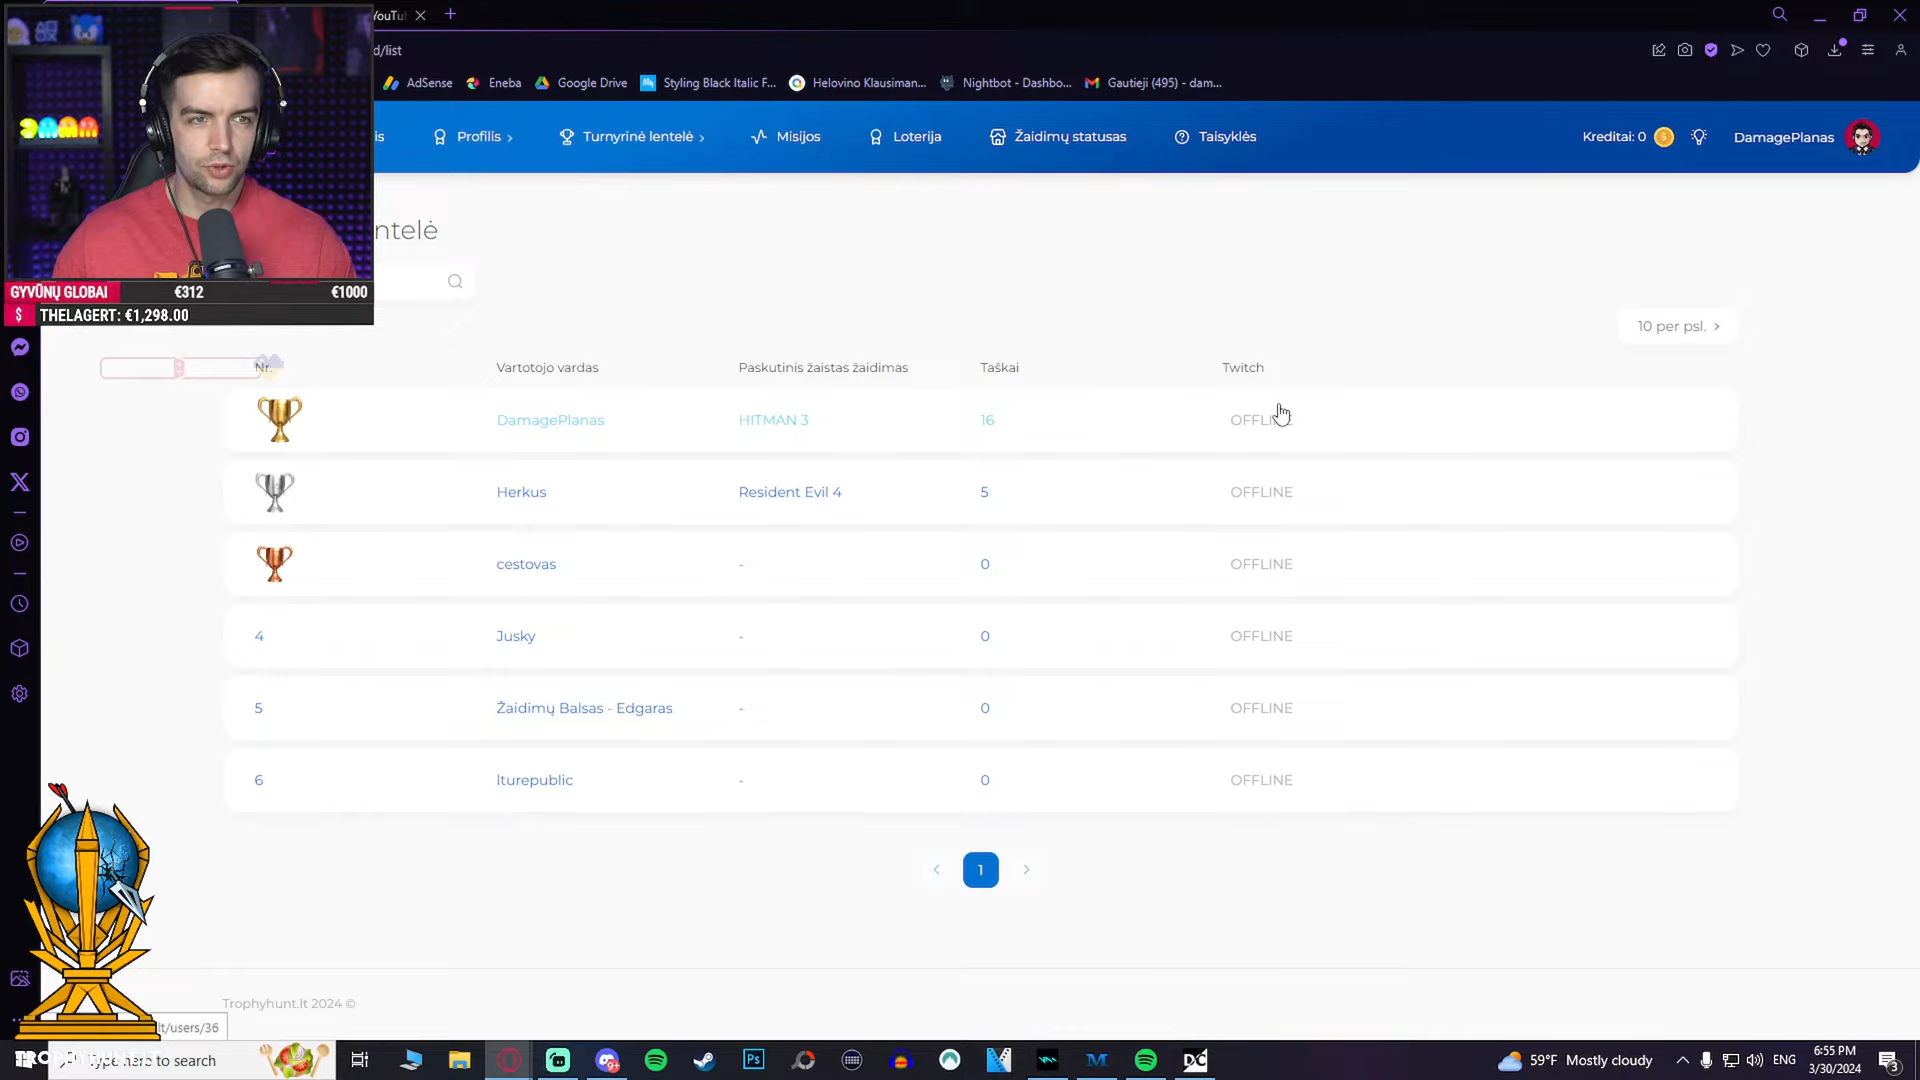 YouTu
d/list
AdSense Eneba Google Drive Styling Black Italic F... Helovino Klausiman... Nightbot - Dashbo... Gautieji (495) - dam...
is Profilis Turnyrinė lentelė Misijos Loterija Žaidimų statusas Taisyklės Kreditai: 0 DamagePlanas
ntelė
GYVŪNŲ GLOBAI €312 €1000
$ THELAGERT: €1,298.00
10 per psl.
Nr. Vartotojo vardas Paskutinis žaistas žaidimas Taškai Twitch
DamagePlanas HITMAN 3 16 OFFLINE
Herkus Resident Evil 4 5 OFFLINE
cestovas - 0 OFFLINE
4 Jusky - 0 OFFLINE
5 Žaidimų Balsas - Edgaras - 0 OFFLINE
6 lturepublic - 0 OFFLINE
1
Trophyhunt.lt 2024 ©
lt/users/36
TROPHYHUNT.LT
Type here to search
Ps
59°F Mostly cloudy
ENG
6:55 PM
3/30/2024
3